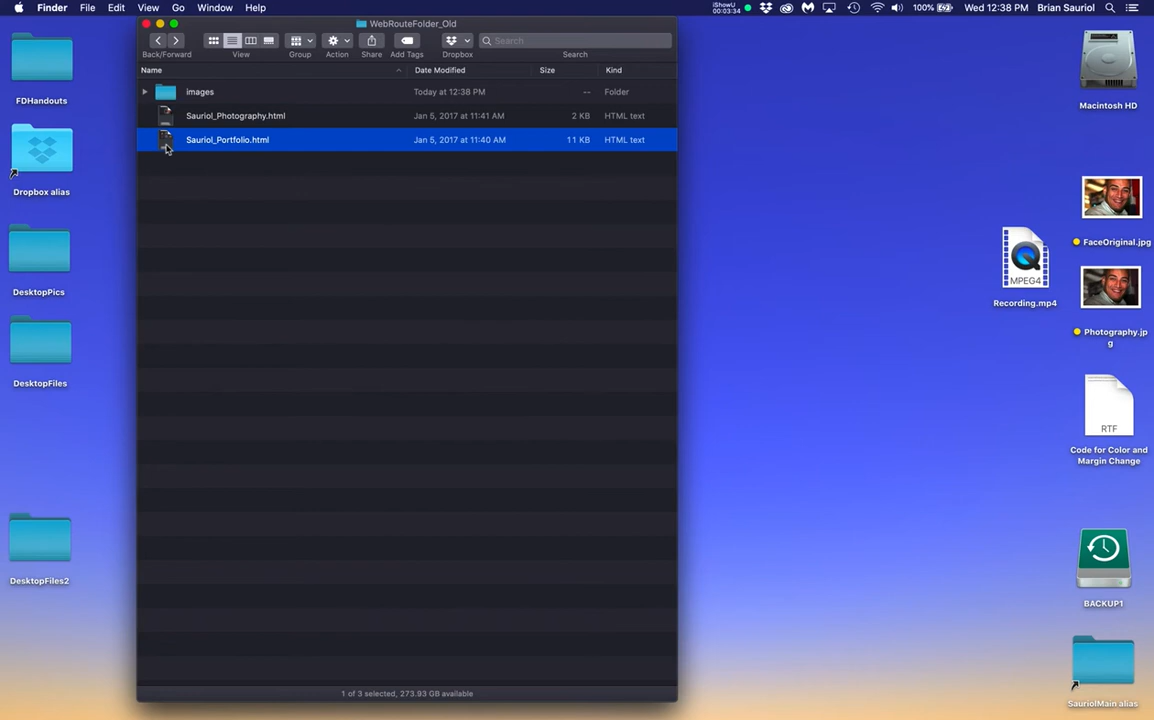 Finder File Edit View Go Window Help
iShowU
00:03:34
100%
Wed 12:38 PM Brian Sauriol
WebRouteFolder_Old
Search
Back/Forward View Group Action Share Add Tags Dropbox Search
Name Date Modified Size Kind
images Today at 12:38 PM -- Folder
Sauriol_Photography.html Jan 5, 2017 at 11:41 AM 2 KB HTML text
Sauriol_Portfolio.html Jan 5, 2017 at 11:40 AM 11 KB HTML text
1 of 3 selected, 273.93 GB available
FDHandouts
Dropbox alias
DesktopPics
DesktopFiles
DesktopFiles2
Macintosh HD
FaceOriginal.jpg
MPEG4
Recording.mp4
Photography.jp
g
RTF
Code for Color and
Margin Change
BACKUP1
SauriolMain alias